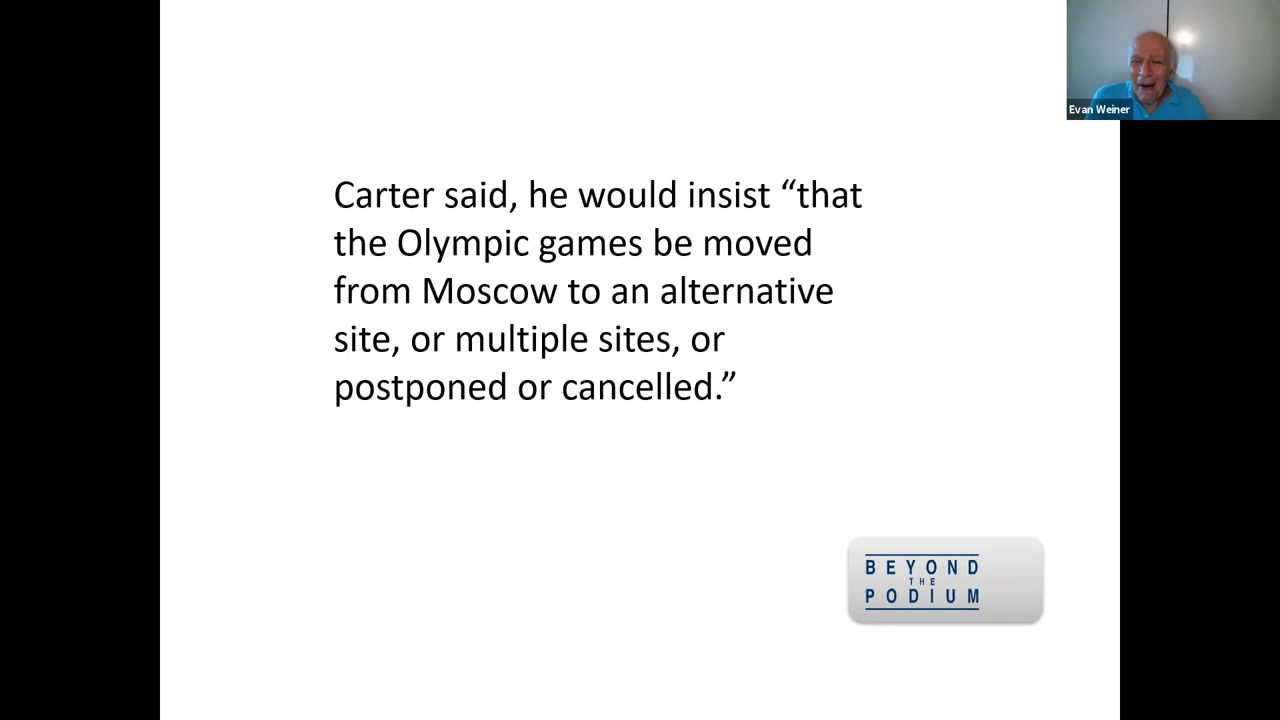 Evan Weiner
Carter said, he would insist “that
the Olympic games be moved
from Moscow to an alternative
site, or multiple sites, or
postponed or cancelled.”
BEYOND
THE
PODIUM